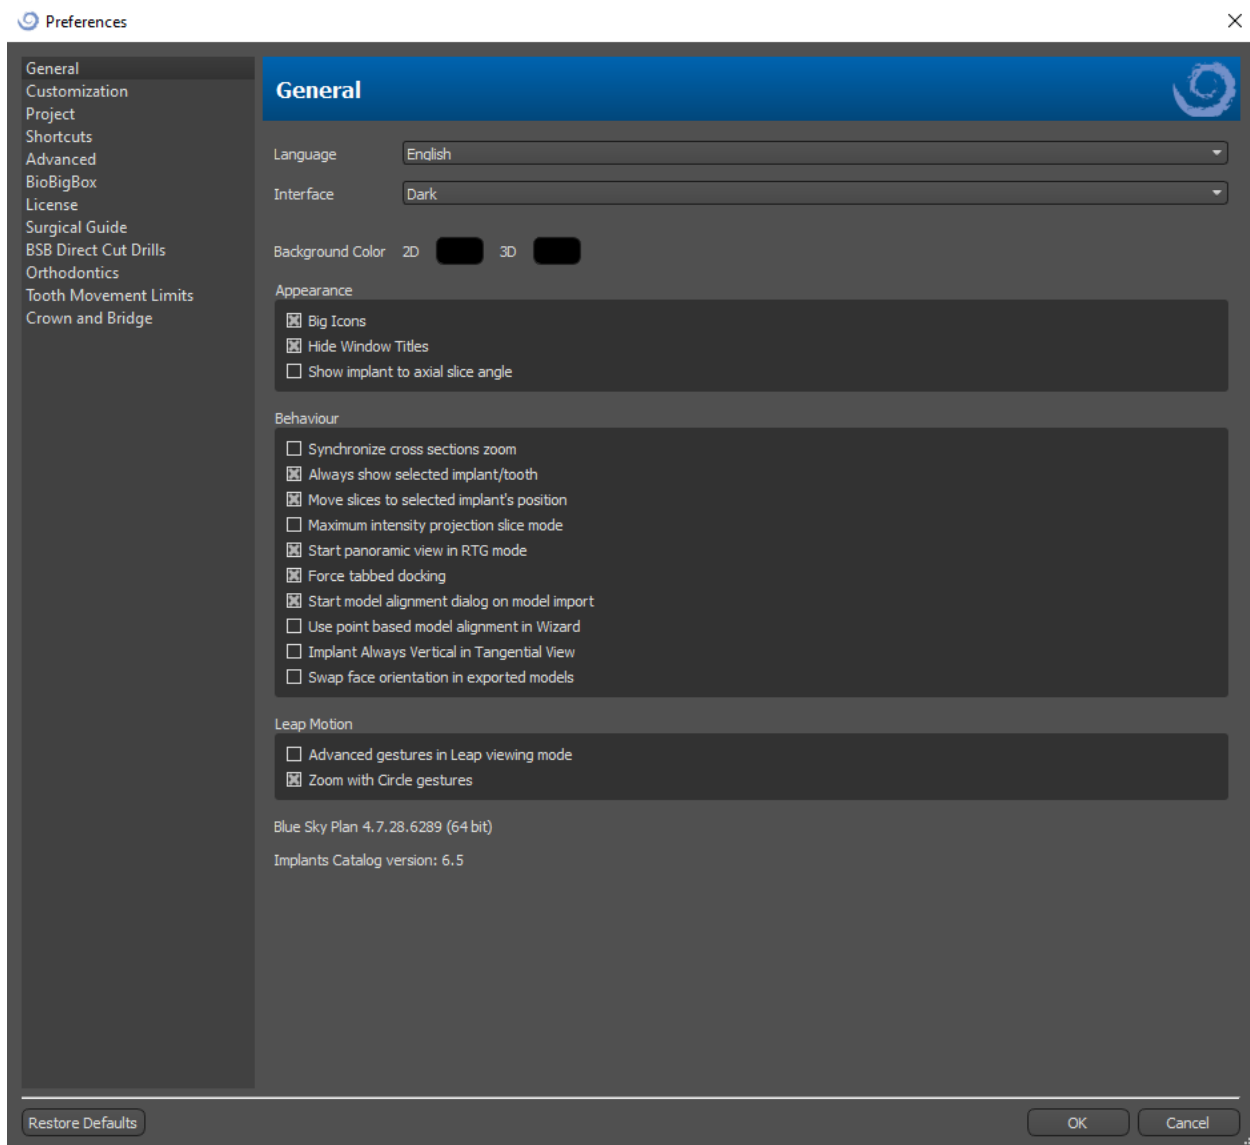 Preferences
General
Customization
Project
Shortcuts
Advanced
BioBigBox
License
Surgical Guide
BSB Direct Cut Drills
Orthodontics
Tooth Movement Limits
Crown and Bridge
General
Language English
Interface Dark
Background Color 2D 3D
Appearance
Big Icons
Hide Window Titles
Show implant to axial slice angle
Behaviour
Synchronize cross sections zoom
Always show selected implant/tooth
Move slices to selected implant's position
Maximum intensity projection slice mode
Start panoramic view in RTG mode
Force tabbed docking
Start model alignment dialog on model import
Use point based model alignment in Wizard
Implant Always Vertical in Tangential View
Swap face orientation in exported models
Leap Motion
Advanced gestures in Leap viewing mode
Zoom with Circle gestures
Blue Sky Plan 4.7.28.6289 (64 bit)
Implants Catalog version: 6.5
Restore Defaults OK Cancel